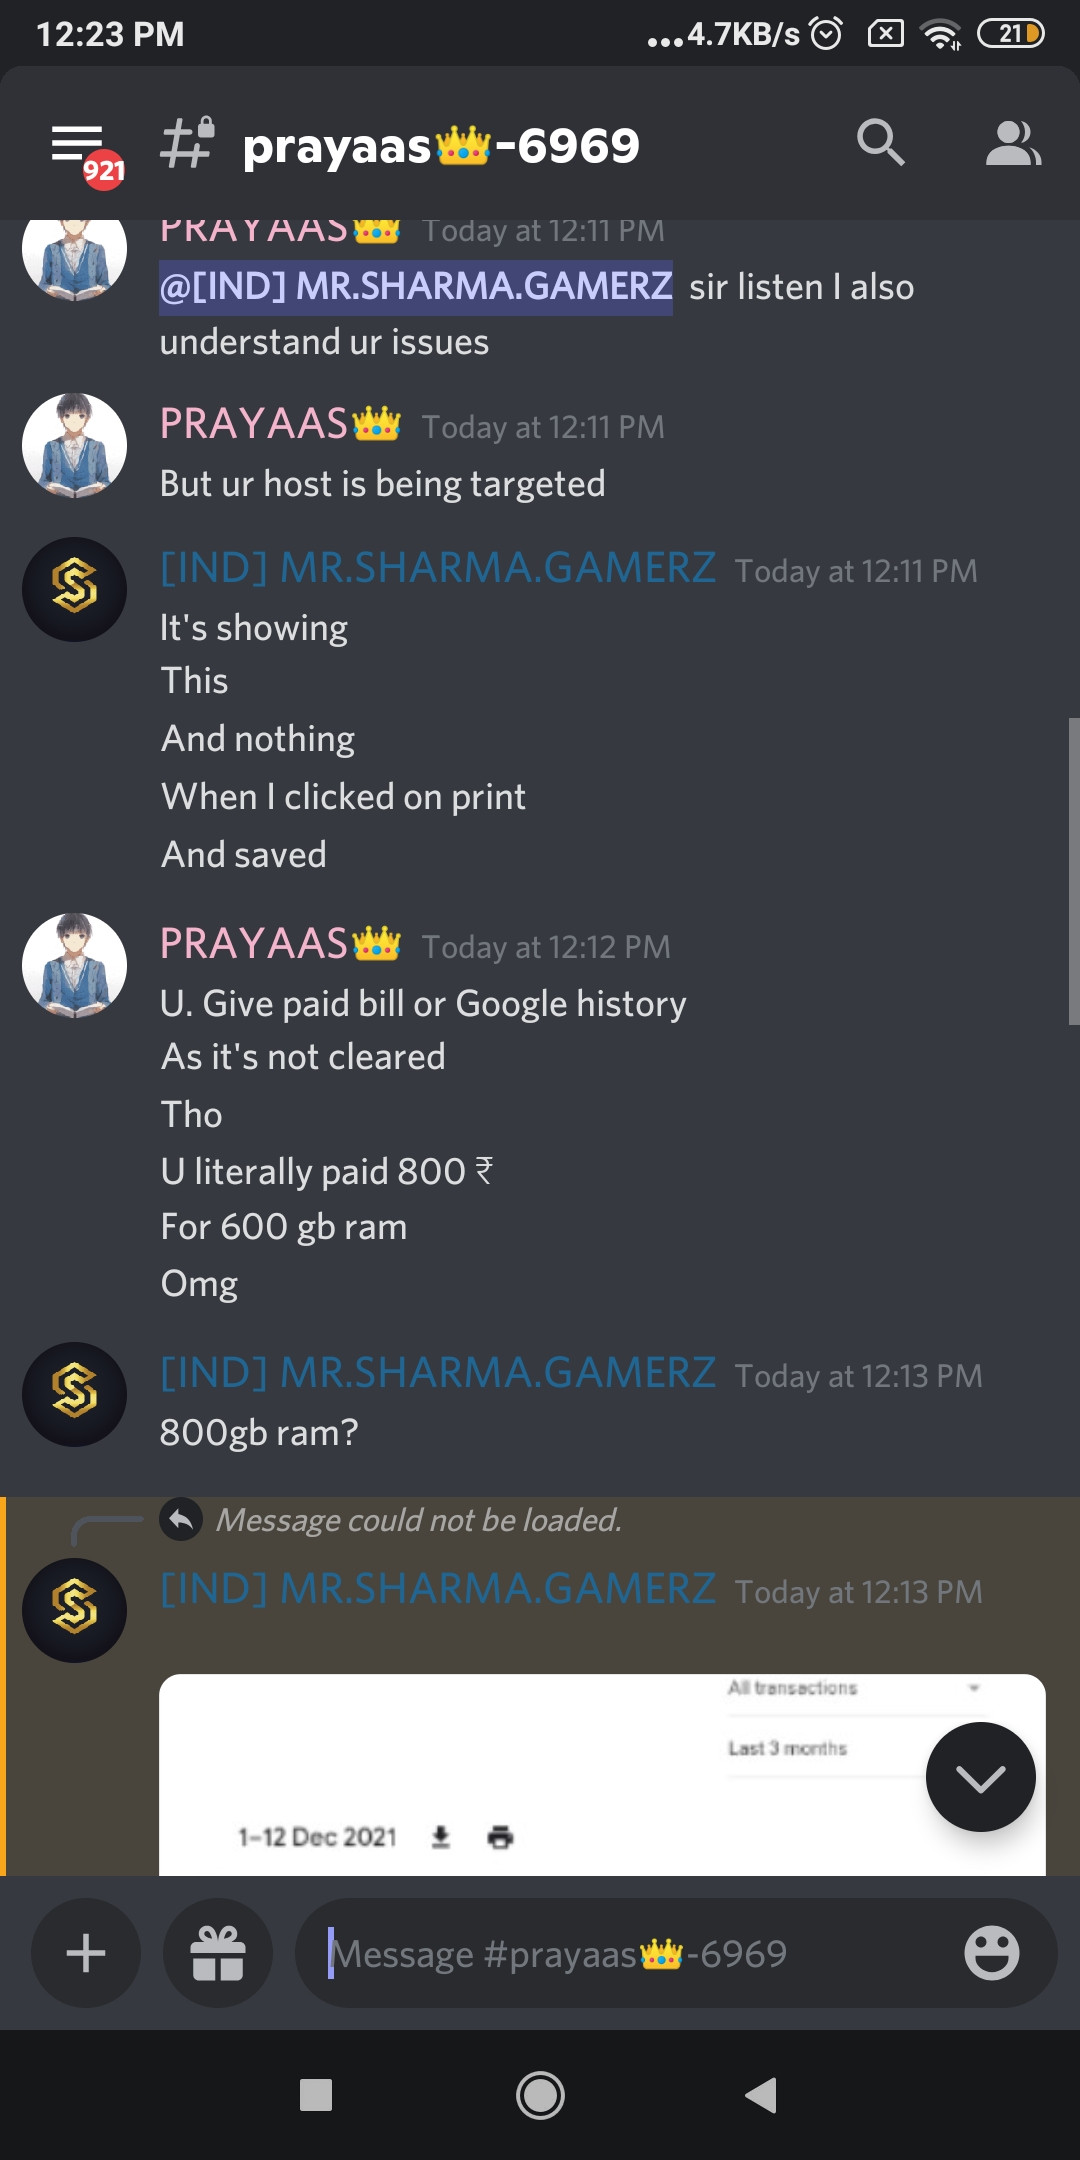 12:23 PM ...4.7KB/s 21
921 prayaas👑-6969
PRAYAAS👑 Today at 12:11 PM
@[IND] MR.SHARMA.GAMERZ sir listen I also
understand ur issues
PRAYAAS👑 Today at 12:11 PM
But ur host is being targeted
[IND] MR.SHARMA.GAMERZ Today at 12:11 PM
It's showing
This
And nothing
When I clicked on print
And saved
PRAYAAS👑 Today at 12:12 PM
U. Give paid bill or Google history
As it's not cleared
Tho
U literally paid 800 ₹
For 600 gb ram
Omg
[IND] MR.SHARMA.GAMERZ Today at 12:13 PM
800gb ram?
Message could not be loaded.
[IND] MR.SHARMA.GAMERZ Today at 12:13 PM
All transactions
Last 3 months
1–12 Dec 2021
Message #prayaas👑-6969